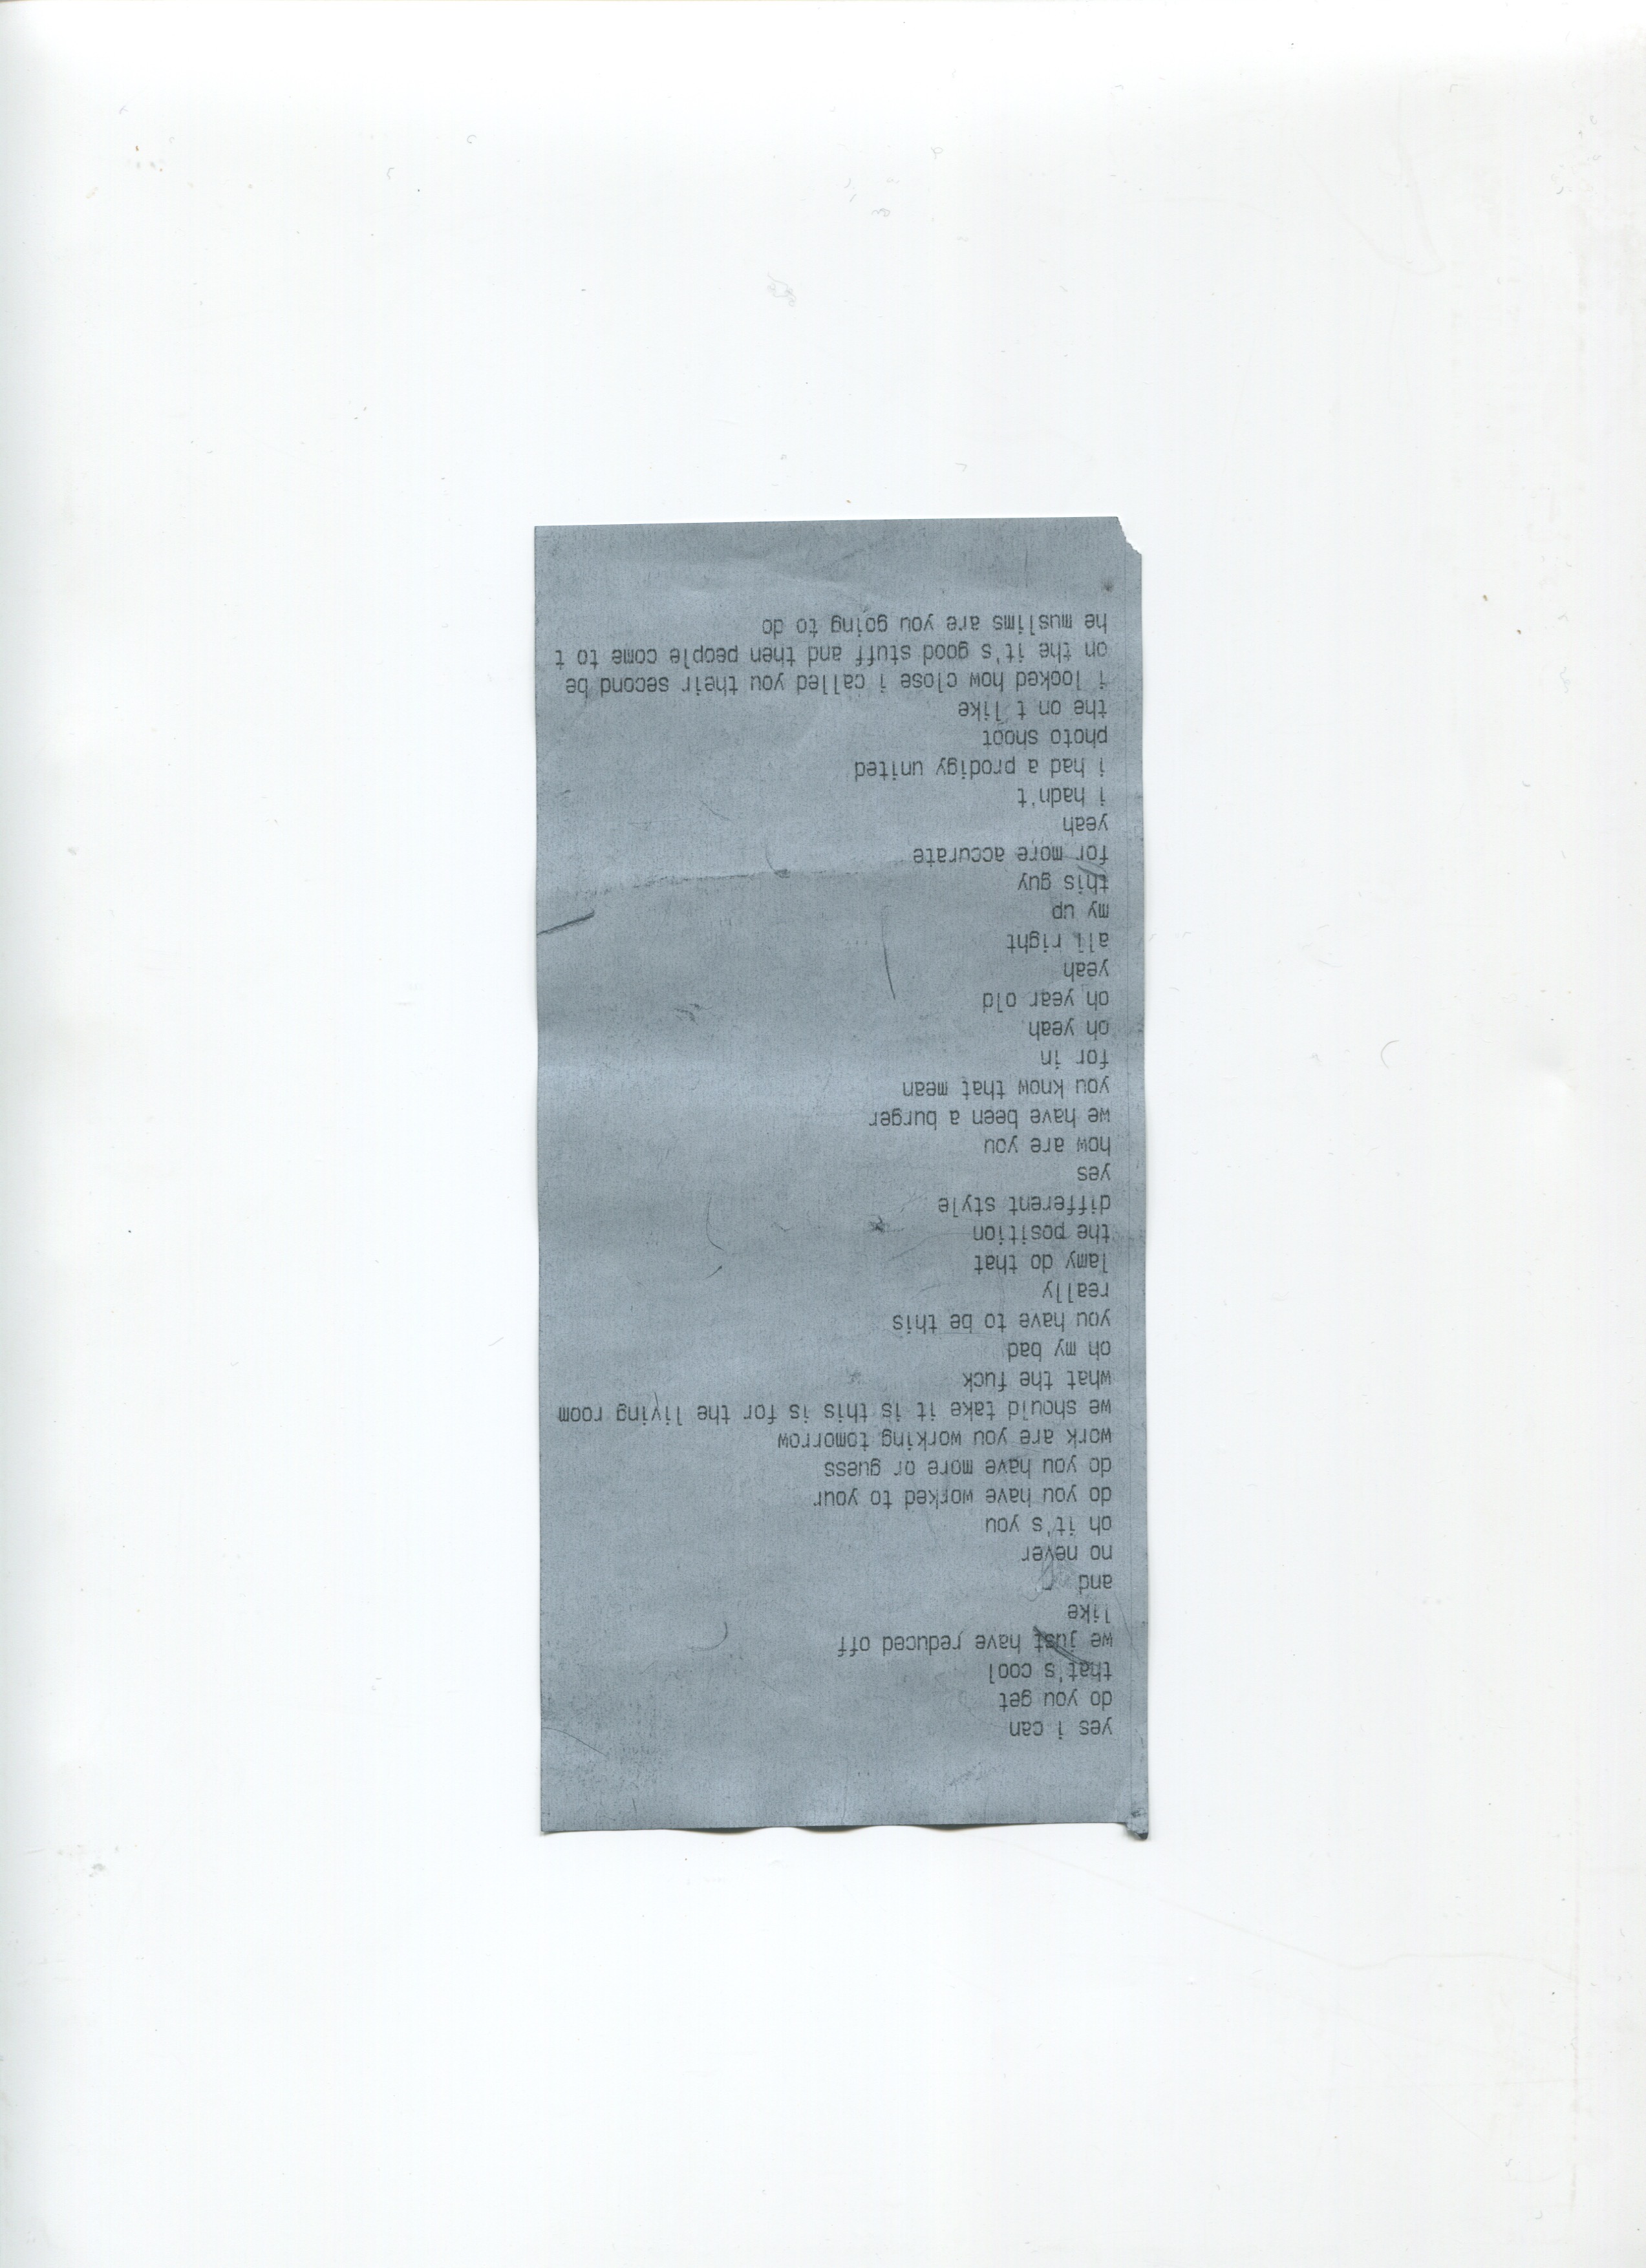 yes i can
do you get
that's cool
we just have reduced off
like
and
no never
oh it's you
do you have worked to your
do you have more or guess
work are you working tomorrow
we should take it is this is for the living room
what the fuck
oh my bad
you have to be this
really
lamy do that
the position
different style
yes
how are you
we have been a burger
you know that mean
for in
oh yeah
oh year old
yeah
all right
my up
this guy
for more accurate
yeah
i hadn't
i had a prodigy united
photo shoot
the on t like
i looked how close i called you their second be
on the it's good stuff and then people come to t
he muslims are you going to do